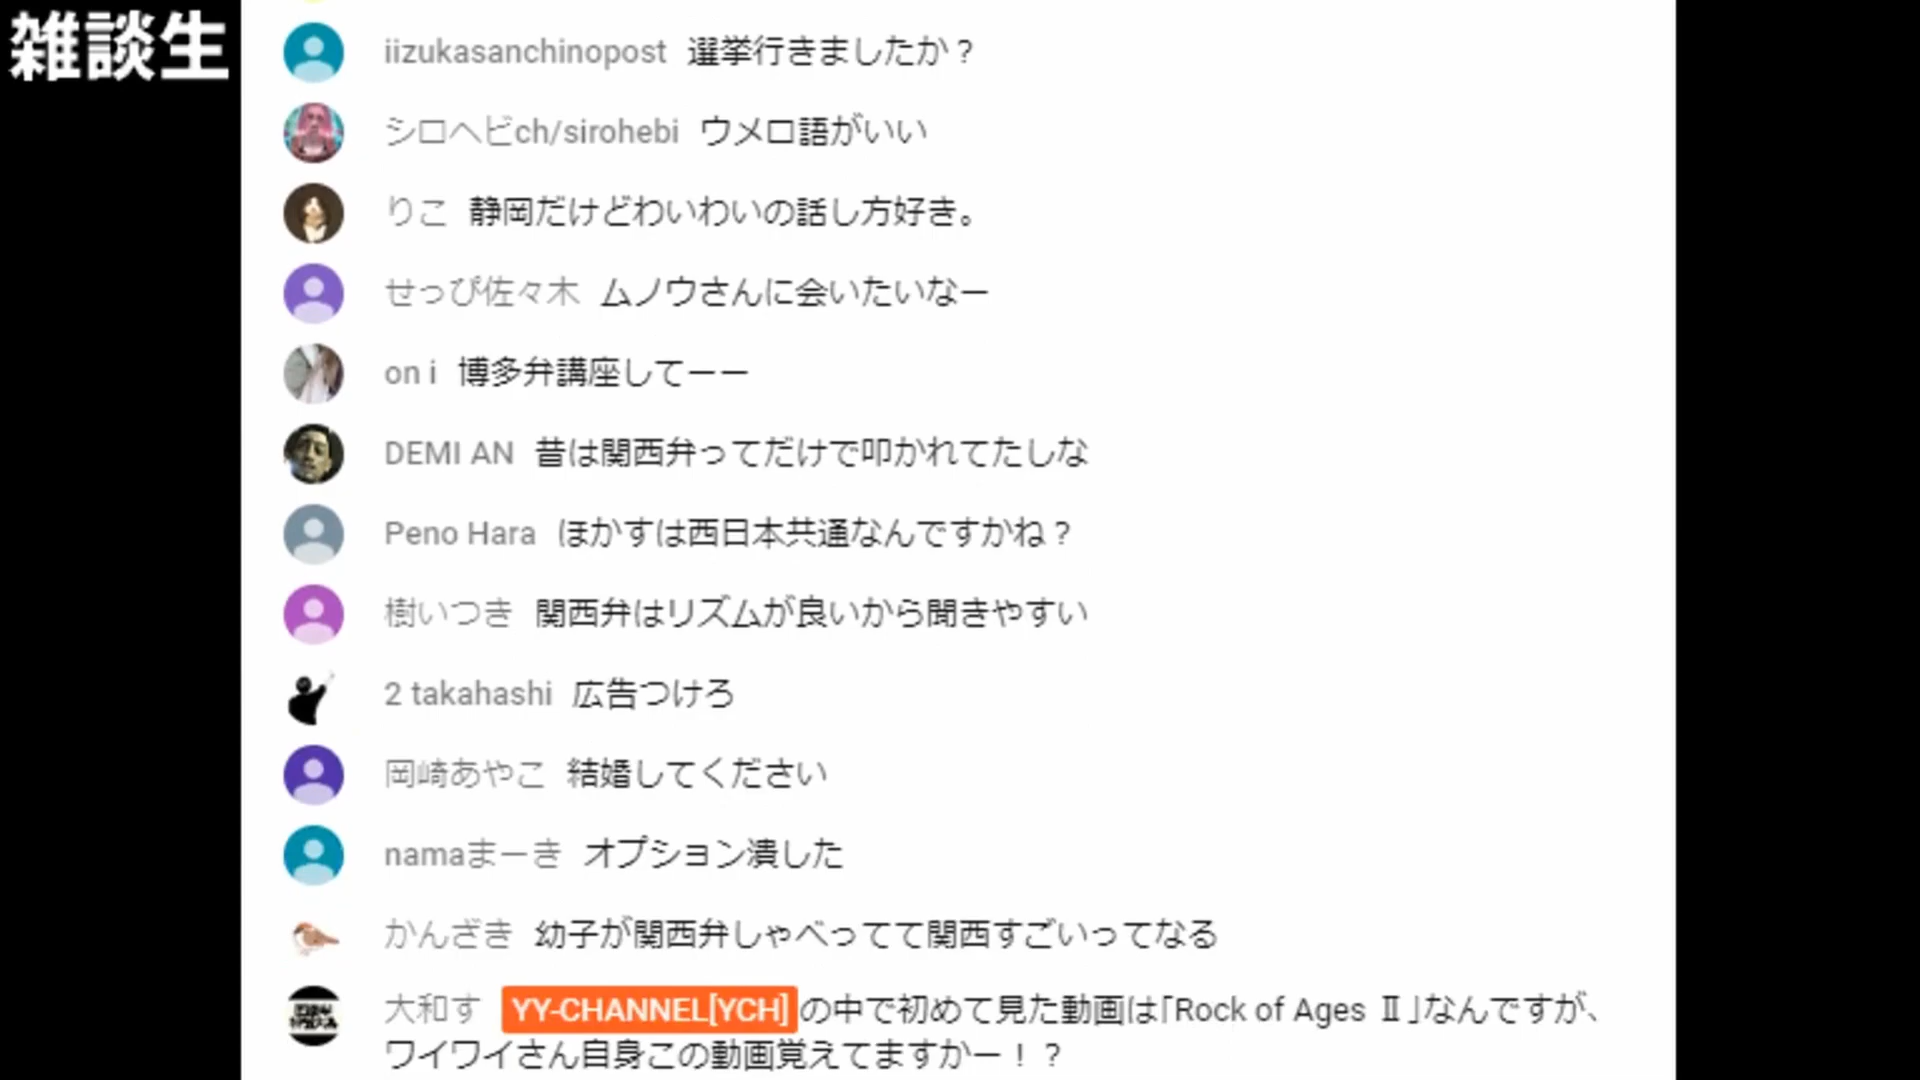 雑談生
iizukasanchinopost 選挙行きましたか？
シロヘビch/sirohebi ウメロ語がいい
りこ 静岡だけどわいわいの話し方好き。
せっぴ佐々木 ムノウさんに会いたいなー
on i 博多弁講座してーー
DEMI AN 昔は関西弁ってだけで叩かれてたしな
Peno Hara ほかすは西日本共通なんですかね？
樹いつき 関西弁はリズムが良いから聞きやすい
2 takahashi 広告つけろ
岡崎あやこ 結婚してください
namaまーき オプション潰した
かんざき 幼子が関西弁しゃべってて関西すごいってなる
大和す YY-CHANNEL[YCH]の中で初めて見た動画は「Rock of Ages Ⅱ」なんですが、
ワイワイさん自身この動画覚えてますかー！？